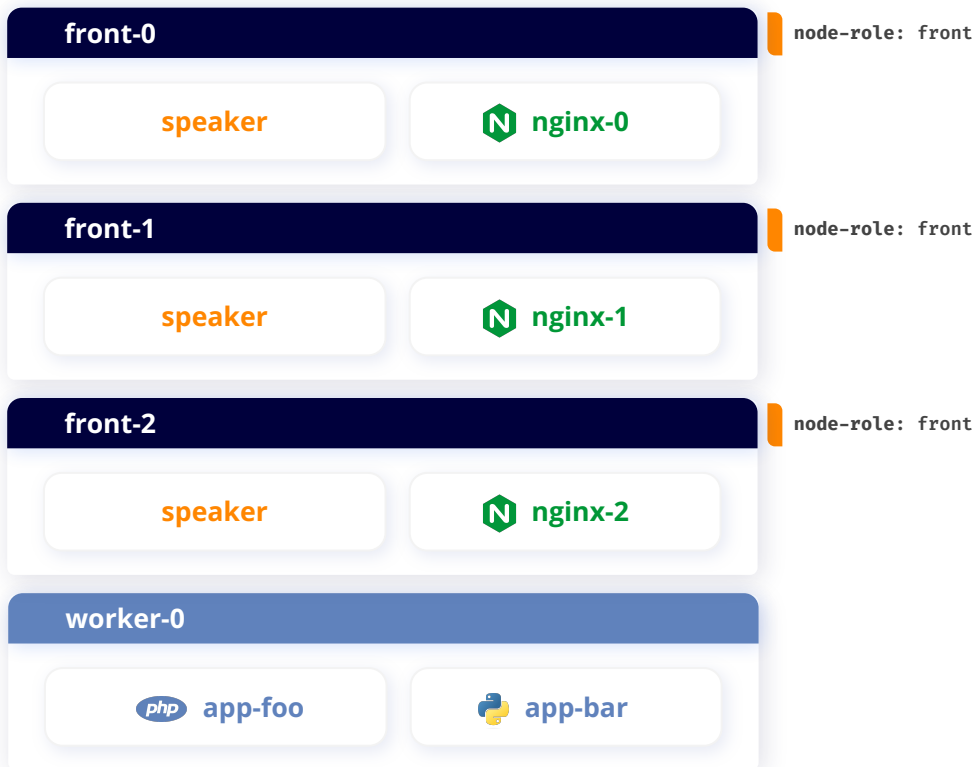 front-0
node-role: front
speaker
nginx-0
front-1
node-role: front
speaker
nginx-1
front-2
node-role: front
speaker
nginx-2
worker-0
php app-foo
app-bar